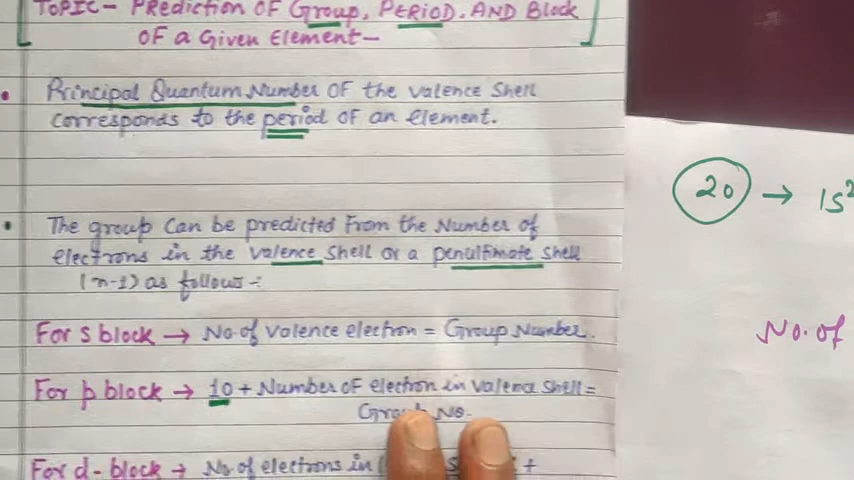 TOPIC- PREDICTION OF GROUP, PERIOD, AND Block
OF a Given Element-
• Principal Quantum Number OF the valence Shell
corresponds to the period OF an Element.
• The group Can be predicted From the Number of
electrons in the valence Shell or a penultimate Shell
(n-1) as follows:-
For s block → No. of valence electron = Group Number.
For p block → 10 + Number OF electron in valence shell =
Group No.
For d-block → No of electrons in
+
20 → 1s²
No. of